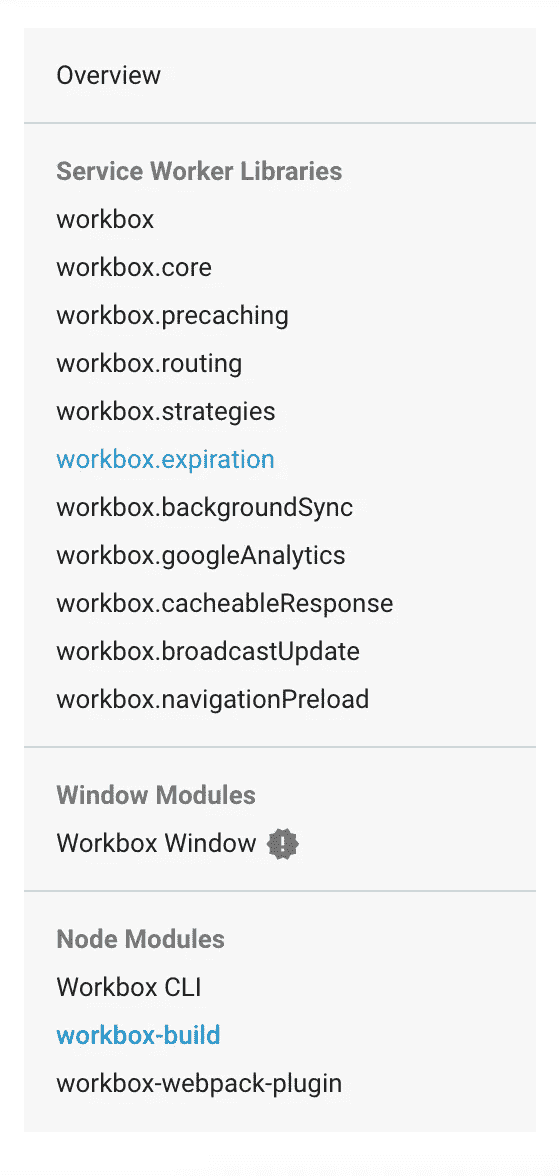 Overview
Service Worker Libraries
workbox
workbox.core
workbox.precaching
workbox.routing
workbox.strategies
workbox.expiration
workbox.backgroundSync
workbox.googleAnalytics
workbox.cacheableResponse
workbox.broadcastUpdate
workbox.navigationPreload
Window Modules
Workbox Window
Node Modules
Workbox CLI
workbox-build
workbox-webpack-plugin